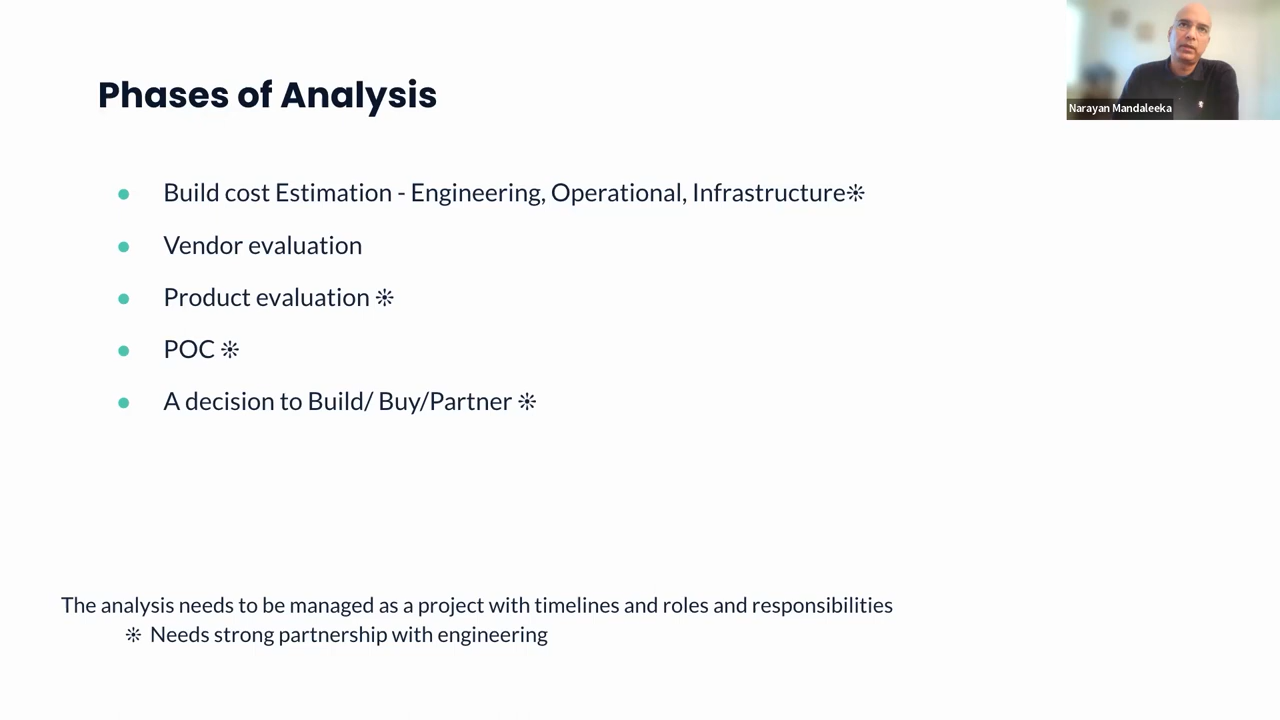 Phases of Analysis
Narayan Mandaleeka
● Build cost Estimation - Engineering, Operational, Infrastructure☼
● Vendor evaluation
● Product evaluation ☼
● POC ☼
● A decision to Build/ Buy/Partner ☼
The analysis needs to be managed as a project with timelines and roles and responsibilities
☼ Needs strong partnership with engineering